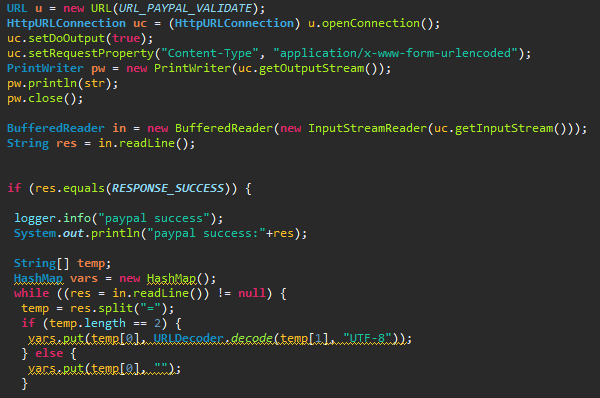 URL u = new URL(URL_PAYPAL_VALIDATE);
HttpURLConnection uc = (HttpURLConnection) u.openConnection();
uc.setDoOutput(true);
uc.setRequestProperty("Content-Type", "application/x-www-form-urlencoded");
PrintWriter pw = new PrintWriter(uc.getOutputStream());
pw.println(str);
pw.close();
BufferedReader in = new BufferedReader(new InputStreamReader(uc.getInputStream()));
String res = in.readLine();
if (res.equals(RESPONSE_SUCCESS)) {
logger.info("paypal success");
System.out.println("paypal success:"+res);
String[] temp;
HashMap vars = new HashMap();
while ((res = in.readLine()) != null) {
temp = res.split("=");
if (temp.length == 2) {
vars.put(temp[0], URLDecoder.decode(temp[1], "UTF-8"));
} else {
vars.put(temp[0], "");
}